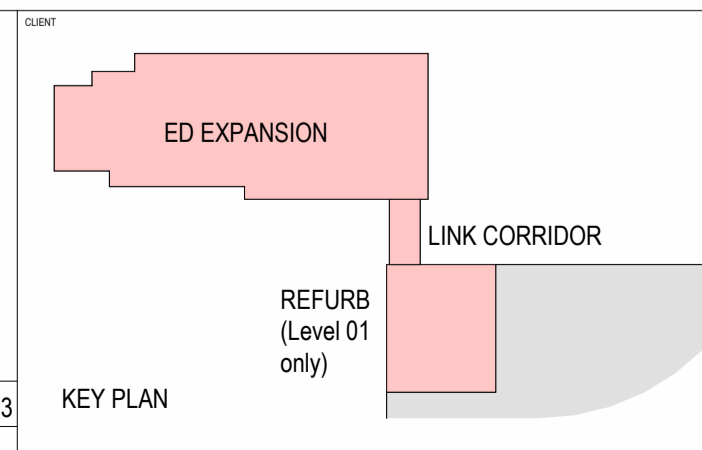 CLIENT
ED EXPANSION
LINK CORRIDOR
REFURB
(Level 01
only)
3
KEY PLAN